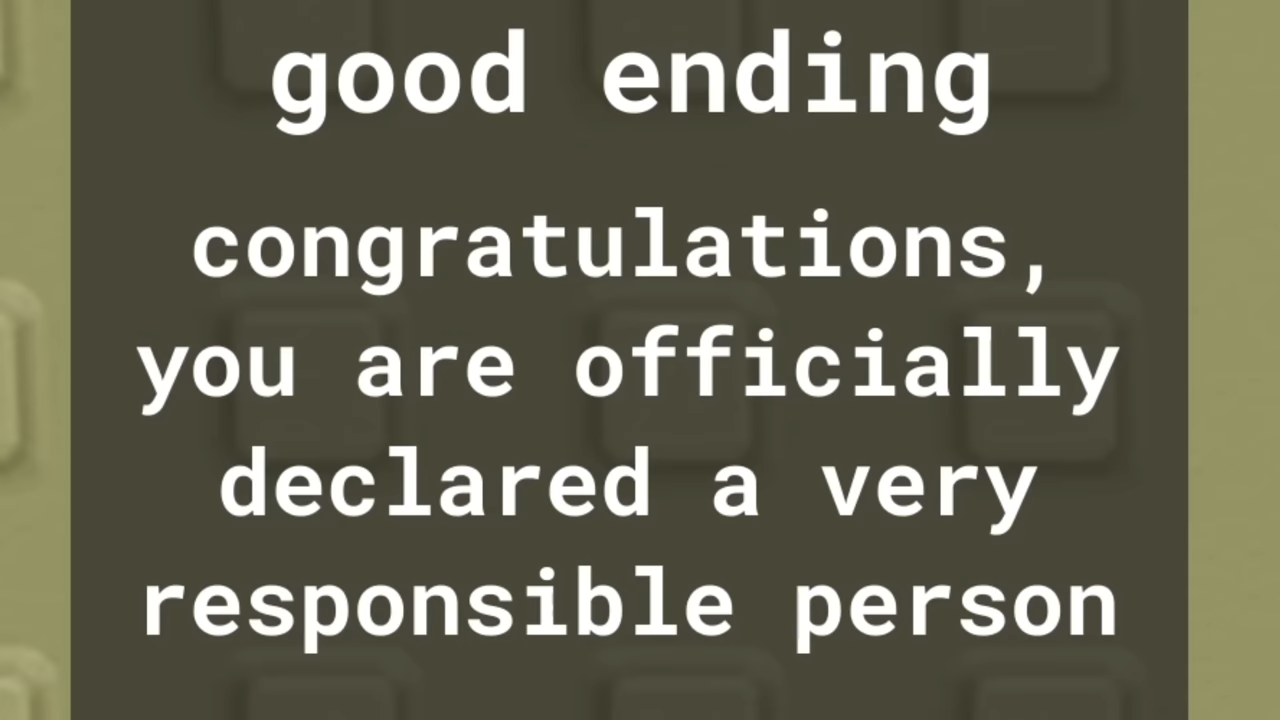 good ending
congratulations,
you are officially
declared a very
responsible person